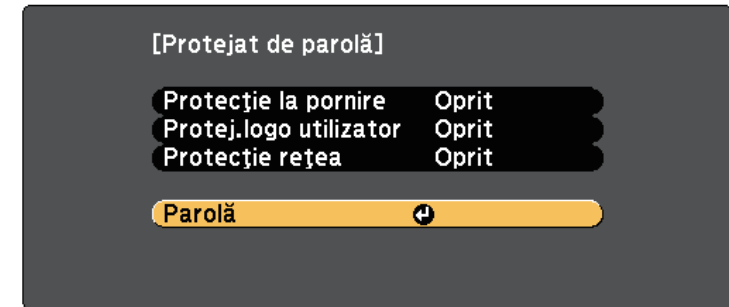 [Protejat de parolă]
Protecţie la pornire Oprit
Protej.logo utilizator Oprit
Protecţie reţea Oprit
Parolă